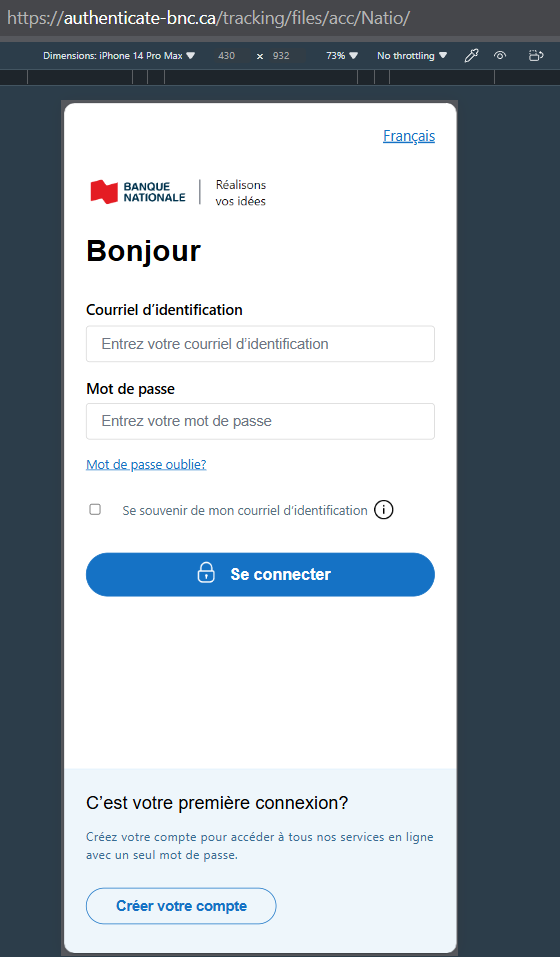 https://authenticate-bnc.ca/tracking/files/acc/Natio/
Dimensions: iPhone 14 Pro Max ▼ 430 × 932 73% ▼ No throttling ▼
Français
BANQUE NATIONALE
Réalisons vos idées
Bonjour
Courriel d’identification
Entrez votre courriel d’identification
Mot de passe
Entrez votre mot de passe
Mot de passe oublie?
Se souvenir de mon courriel d’identification
Se connecter
C’est votre première connexion?
Créez votre compte pour accéder à tous nos services en ligne
avec un seul mot de passe.
Créer votre compte